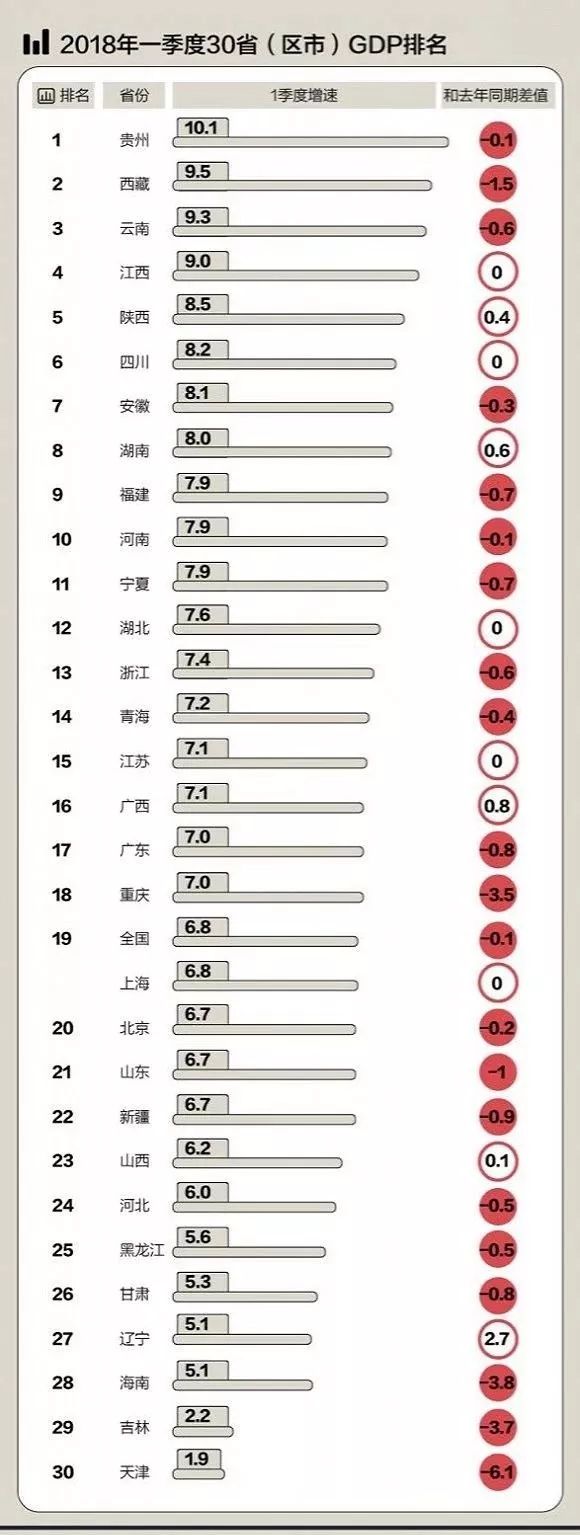 2018年一季度30省（区市）GDP排名
排名 省份 1季度增速 和去年同期差值
1 贵州 10.1 -0.1
2 西藏 9.5 -1.5
3 云南 9.3 -0.6
4 江西 9.0 0
5 陕西 8.5 0.4
6 四川 8.2 0
7 安徽 8.1 -0.3
8 湖南 8.0 0.6
9 福建 7.9 -0.7
10 河南 7.9 -0.1
11 宁夏 7.9 -0.7
12 湖北 7.6 0
13 浙江 7.4 -0.6
14 青海 7.2 -0.4
15 江苏 7.1 0
16 广西 7.1 0.8
17 广东 7.0 -0.8
18 重庆 7.0 -3.5
19 全国 6.8 -0.1
上海 6.8 0
20 北京 6.7 -0.2
21 山东 6.7 -1
22 新疆 6.7 -0.9
23 山西 6.2 0.1
24 河北 6.0 -0.5
25 黑龙江 5.6 -0.5
26 甘肃 5.3 -0.8
27 辽宁 5.1 2.7
28 海南 5.1 -3.8
29 吉林 2.2 -3.7
30 天津 1.9 -6.1